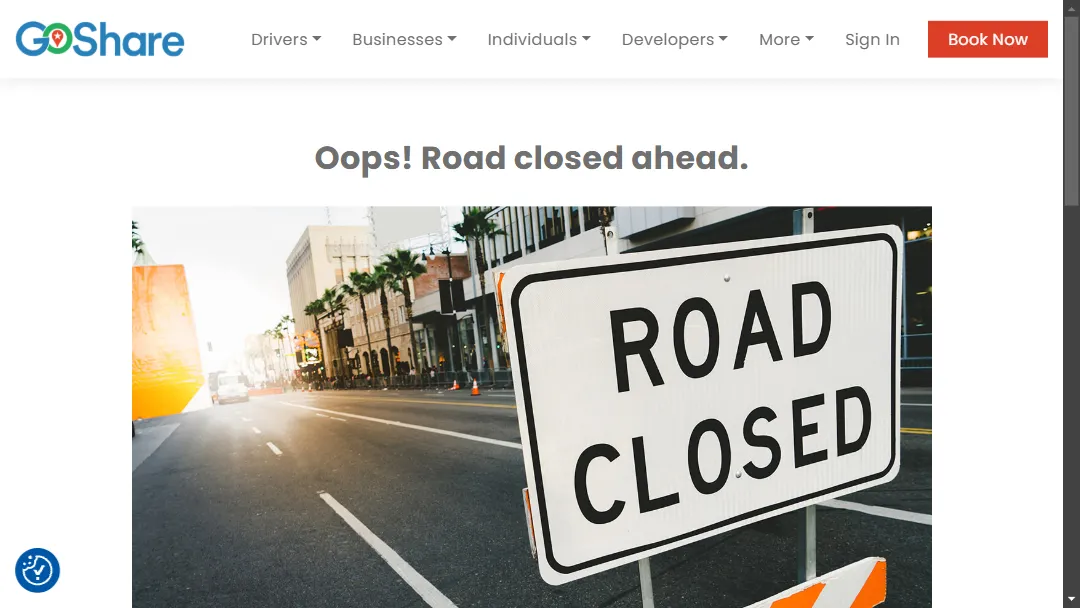 GOShare
Drivers
Businesses
Individuals
Developers
More
Sign In
Book Now
Oops! Road closed ahead.
ROAD
CLOSED